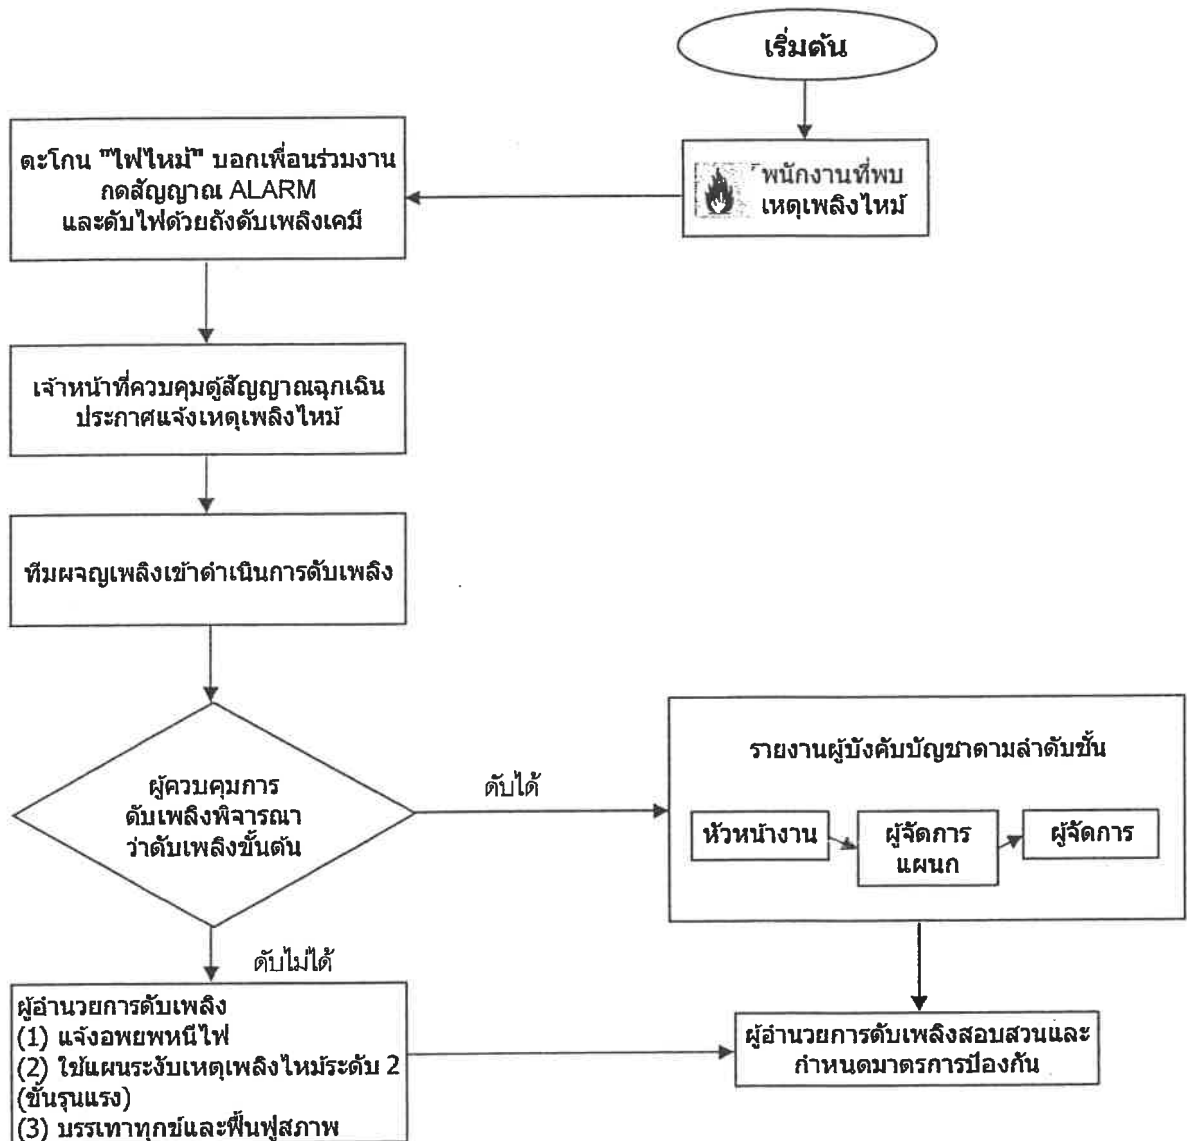 เริ่มต้น
พนักงานที่พบ
เหตุเพลิงไหม้
ตะโกน "ไฟไหม้" บอกเพื่อนร่วมงาน
กดสัญญาณ ALARM
และดับไฟด้วยถังดับเพลิงเคมี
เจ้าหน้าที่ควบคุมตู้สัญญาณฉุกเฉิน
ประกาศแจ้งเหตุเพลิงไหม้
ทีมผจญเพลิงเข้าดำเนินการดับเพลิง
ผู้ควบคุมการ
ดับเพลิงพิจารณา
ว่าดับเพลิงขั้นต้น
ดับได้
รายงานผู้บังคับบัญชาตามลำดับชั้น
หัวหน้างาน
ผู้จัดการ
แผนก
ผู้จัดการ
ดับไม่ได้
ผู้อำนวยการดับเพลิง
(1) แจ้งอพยพหนีไฟ
(2) ใช้แผนระงับเหตุเพลิงไหม้ระดับ 2
(ขั้นรุนแรง)
(3) บรรเทาทุกข์และฟื้นฟูสภาพ
ผู้อำนวยการดับเพลิงสอบสวนและ
กำหนดมาตรการป้องกัน